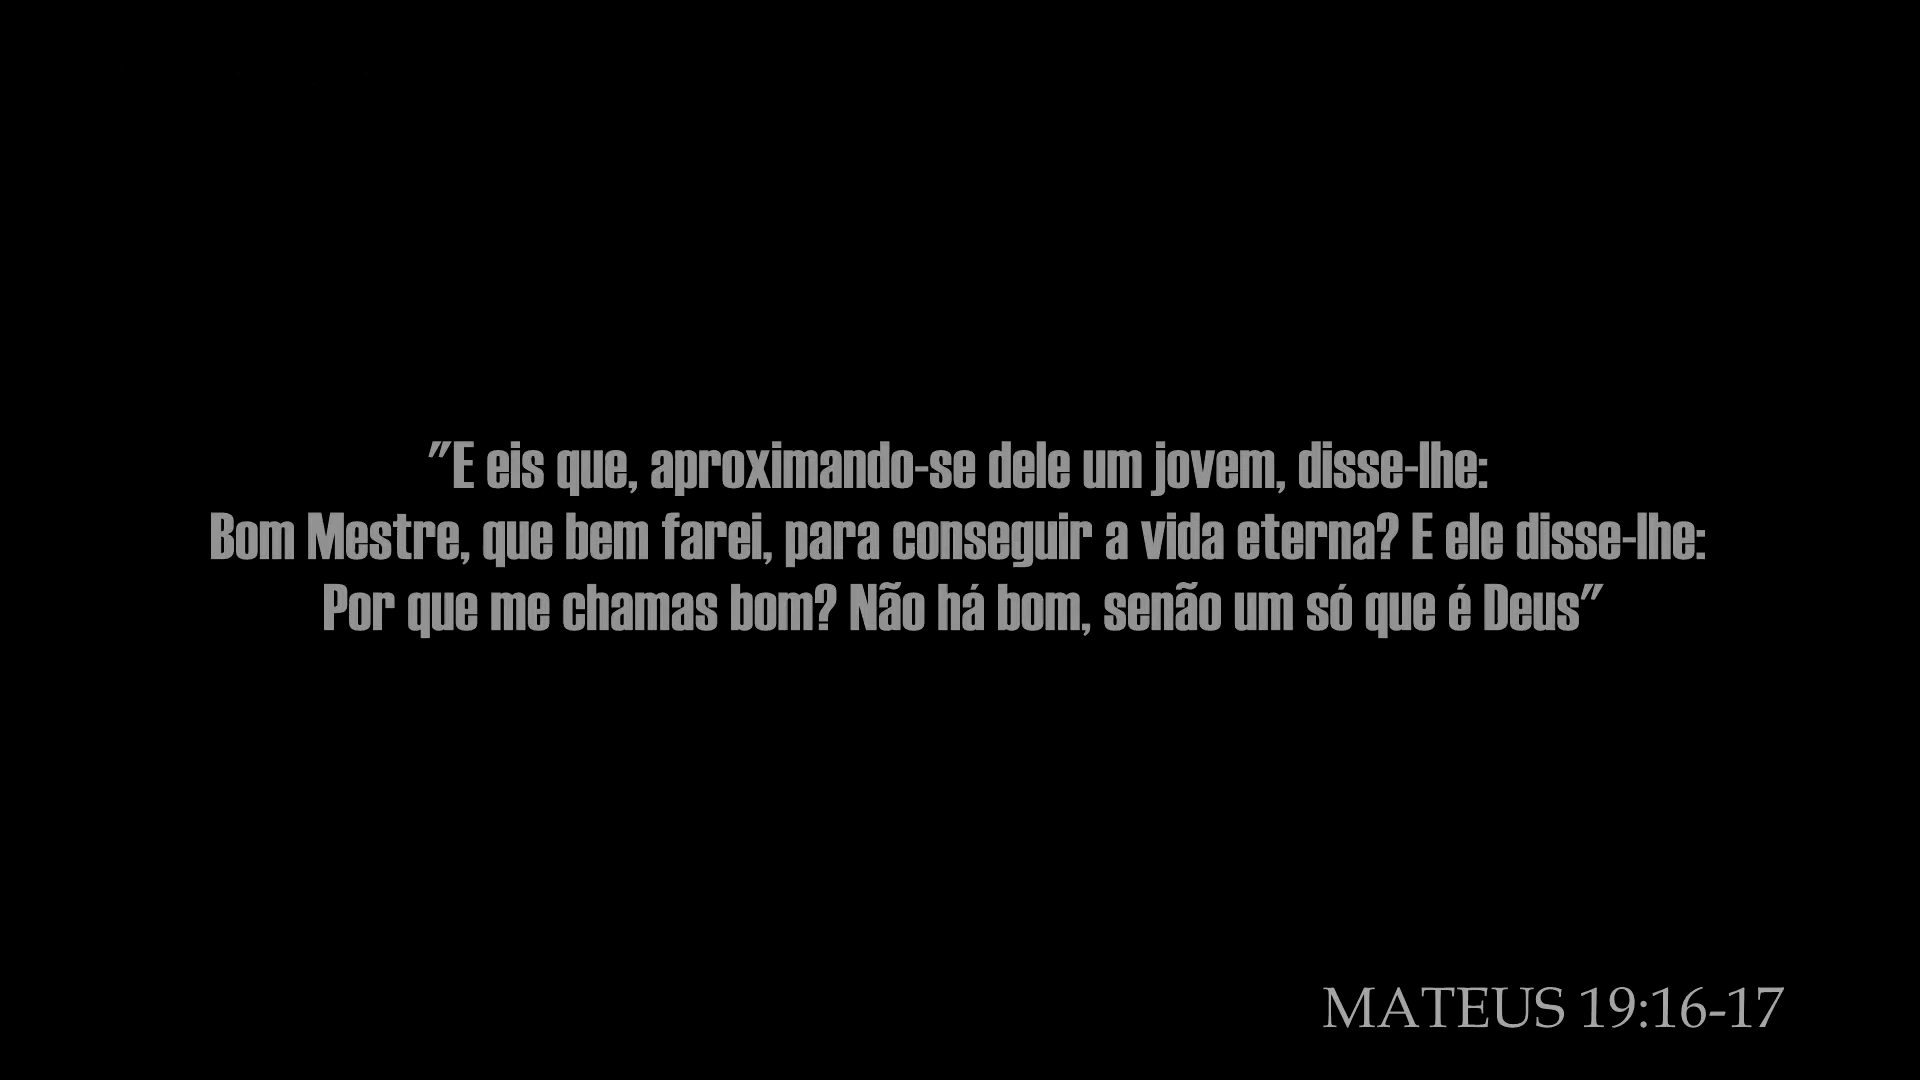 "E eis que, aproximando-se dele um jovem, disse-lhe:
Bom Mestre, que bem farei, para conseguir a vida eterna? E ele disse-lhe:
Por que me chamas bom? Não há bom, senão um só que é Deus"
MATEUS 19:16-17